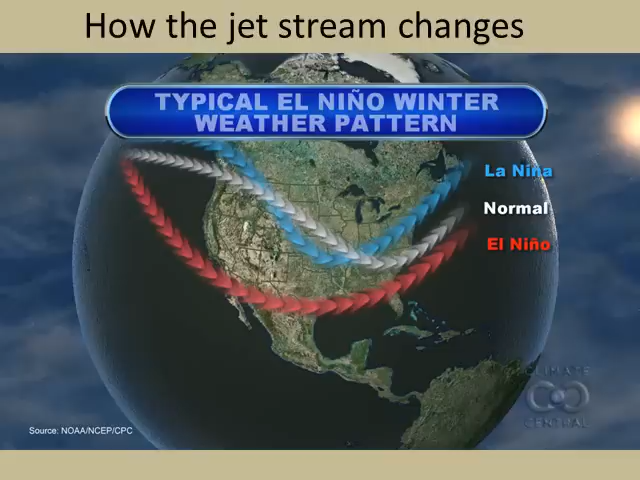 How the jet stream changes
TYPICAL EL NIÑO WINTER
WEATHER PATTERN
La Niña
Normal
El Niño
CLIMATE
CENTRAL
Source: NOAA/NCEP/CPC